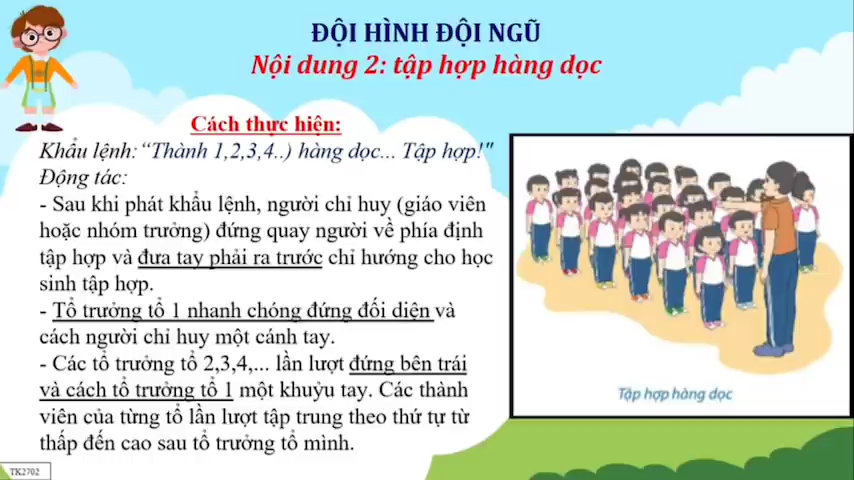 ĐỘI HÌNH ĐỘI NGŨ
Nội dung 2: tập hợp hàng dọc
Cách thực hiện:
Khẩu lệnh:“Thành 1,2,3,4..) hàng dọc... Tập hợp!"
Động tác:
- Sau khi phát khẩu lệnh, người chỉ huy (giáo viên
hoặc nhóm trưởng) đứng quay người về phía định
tập hợp và đưa tay phải ra trước chỉ hướng cho học
sinh tập hợp.
- Tổ trưởng tổ 1 nhanh chóng đứng đối diện và
cách người chỉ huy một cánh tay.
- Các tổ trưởng tổ 2,3,4,... lần lượt đứng bên trái
và cách tổ trưởng tổ 1 một khuỷu tay. Các thành
viên của từng tổ lần lượt tập trung theo thứ tự từ
thấp đến cao sau tổ trưởng tổ mình.
Tập hợp hàng dọc
TK2702